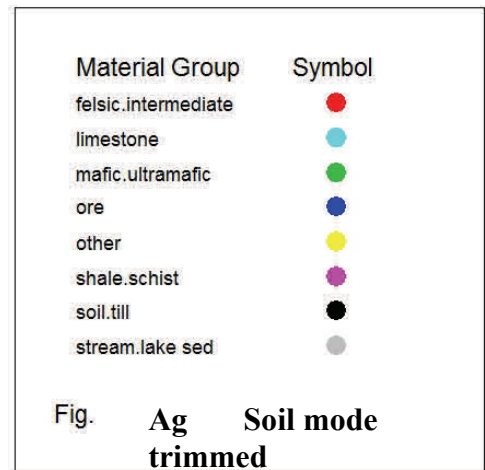 Material Group Symbol
felsic.intermediate
limestone
mafic.ultramafic
ore
other
shale.schist
soil.till
stream.lake sed
Fig. Ag Soil mode
trimmed